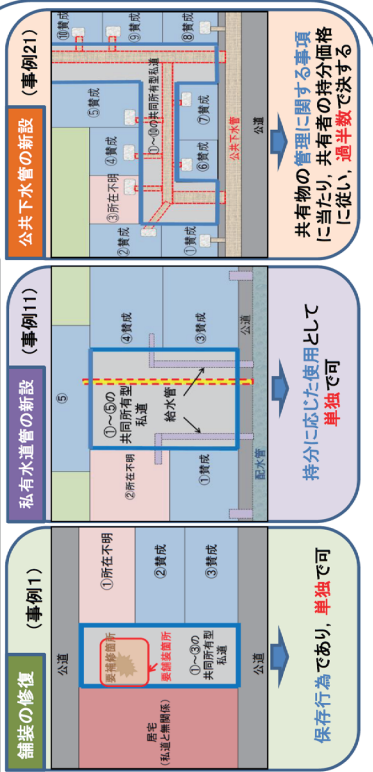 舗装の修復
（事例1）
公道
要補修箇所
要舗装箇所
①所在不明
②賛成
③賛成
居宅
（私道と無関係）
①～③の
共同所有型
私道
公道
保存行為であり，単独で可
私有水道管の新設
（事例11）
⑤
①～⑤の
共同所有型
私道
②所在不明
④賛成
給水管
①賛成
③賛成
公道
配水管
持分に応じた使用として
単独で可
公共下水管の新設
（事例21）
⑤賛成
⑩賛成
④賛成
⑨賛成
③所在不明
①～⑩の共同所有型私道
②賛成
⑥賛成
⑦賛成
⑧賛成
①賛成
公共下水管
公道
共有物の管理に関する事項
に当たり，共有者の持分価格
に従い，過半数で決する